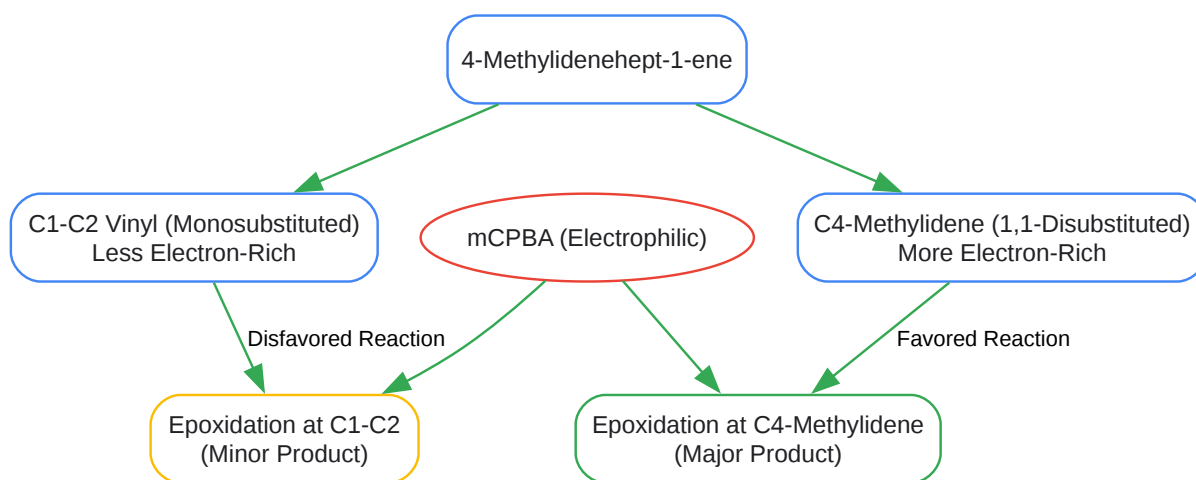 4-Methylidenehept-1-ene
C1-C2 Vinyl (Monosubstituted)
Less Electron-Rich
mCPBA (Electrophilic)
C4-Methylidene (1,1-Disubstituted)
More Electron-Rich
Disfavored Reaction
Favored Reaction
Epoxidation at C1-C2
(Minor Product)
Epoxidation at C4-Methylidene
(Major Product)